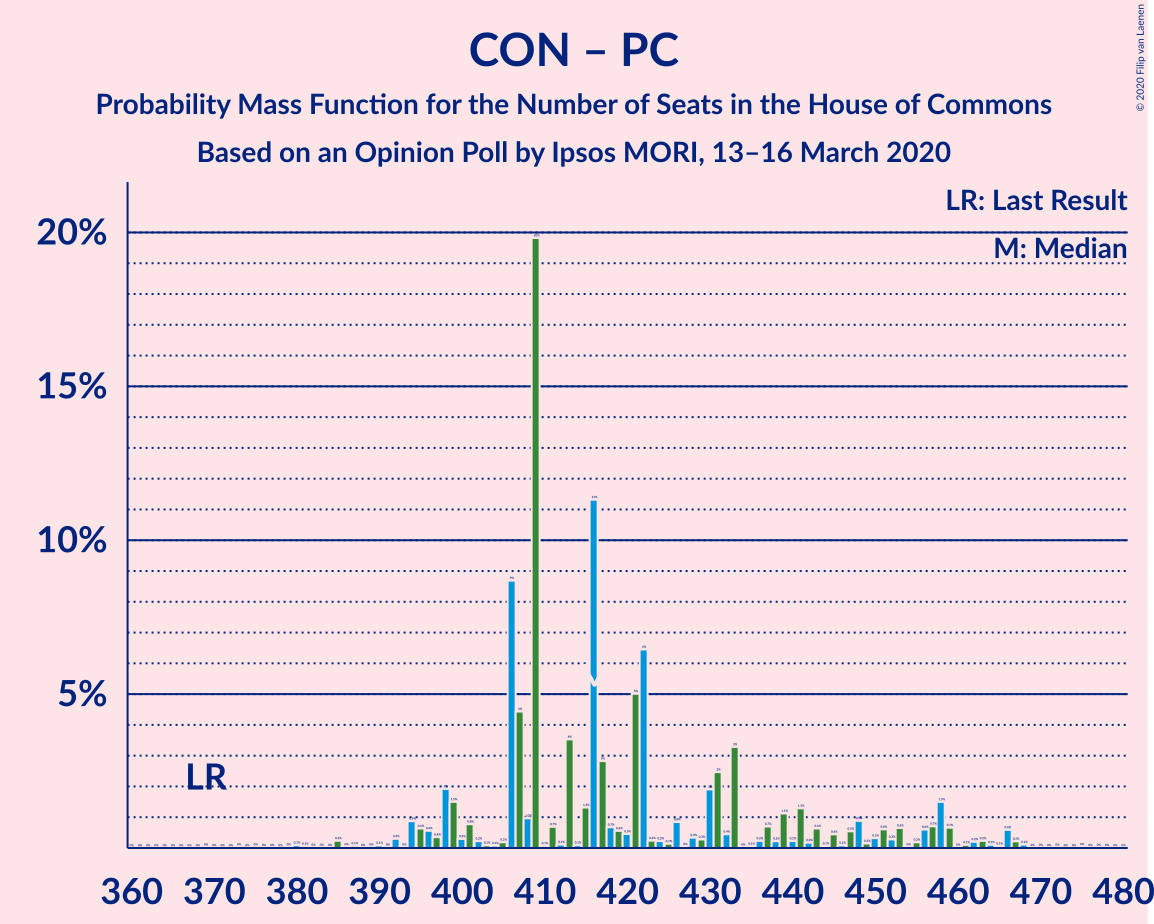 CON – PC
Probability Mass Function for the Number of Seats in the House of Commons
Based on an Opinion Poll by Ipsos MORI, 13–16 March 2020
© 2020 Filip van Laenen
LR: Last Result
M: Median
20%
15%
10%
5%
LR
360 370 380 390 400 410 420 430 440 450 460 470 480